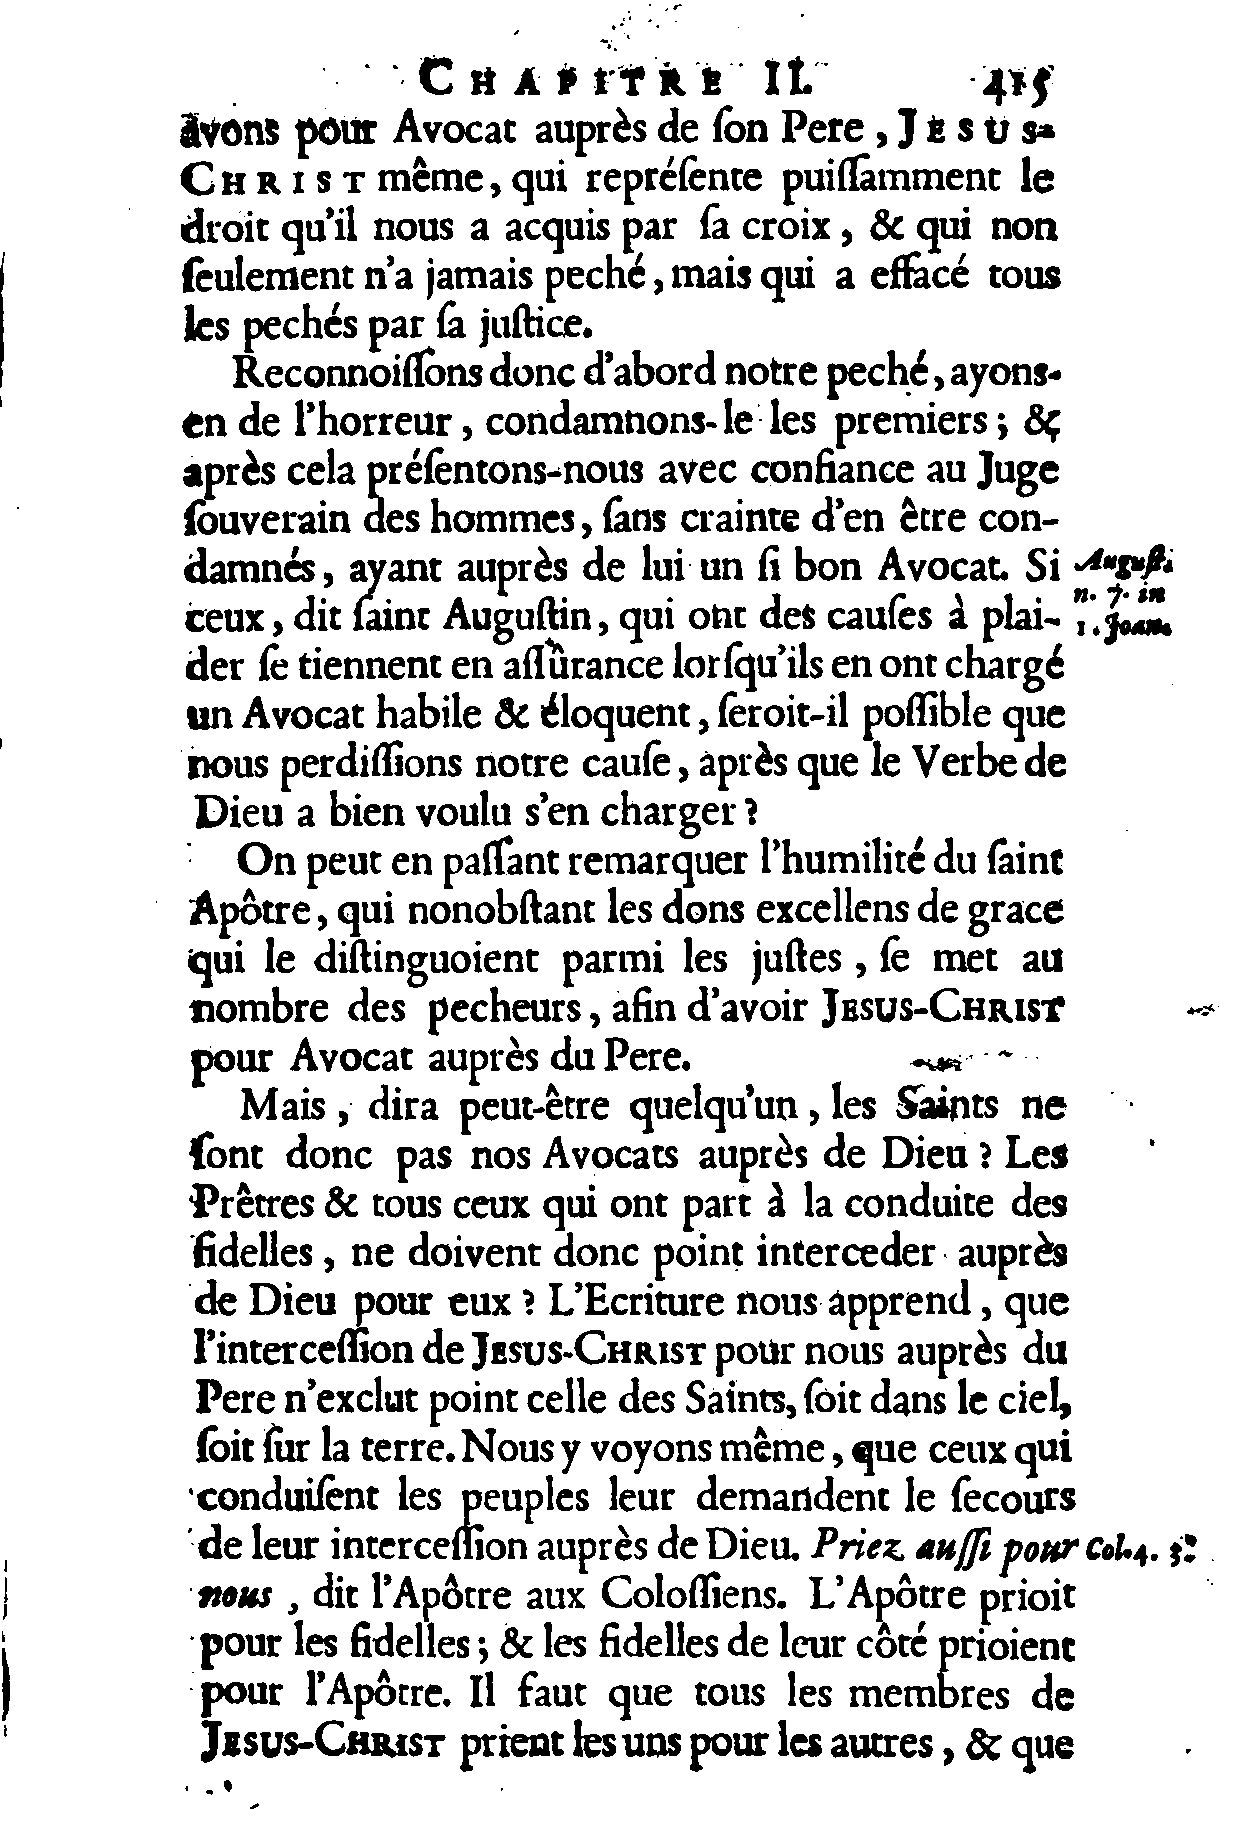 CHAPITRE II. 415
avons pour Avocat auprès de ſon Pere, JESUS-
CHRIST même, qui repréſente puiſſamment le
droit qu'il nous a acquis par ſa croix, & qui non
ſeulement n'a jamais peché, mais qui a effacé tous
les pechés par ſa juſtice.
Reconnoiſſons donc d'abord notre peché, ayons-
en de l'horreur, condamnons-le les premiers; &
après cela préſentons-nous avec confiance au Juge
ſouverain des hommes, ſans crainte d'en être con-
damnés, ayant auprès de lui un ſi bon Avocat. Si
ceux, dit ſaint Auguſtin, qui ont des cauſes à plai-
der ſe tiennent en aſſûrance lorſqu'ils en ont chargé
un Avocat habile & éloquent, ſeroit-il poſſible que
nous perdiſſions notre cauſe, après que le Verbe de
Dieu a bien voulu s'en charger?
Auguſt.
n. 7. in
1. Joan.
On peut en paſſant remarquer l'humilité du ſaint
Apôtre, qui nonobſtant les dons excellens de grace
qui le diſtinguoient parmi les juſtes, ſe met au
nombre des pecheurs, afin d'avoir JESUS-CHRIST
pour Avocat auprès du Pere.
Mais, dira peut-être quelqu'un, les Saints ne
ſont donc pas nos Avocats auprès de Dieu? Les
Prêtres & tous ceux qui ont part à la conduite des
fidelles, ne doivent donc point interceder auprès
de Dieu pour eux? L'Ecriture nous apprend, que
l'interceſſion de JESUS-CHRIST pour nous auprès du
Pere n'exclut point celle des Saints, ſoit dans le ciel,
ſoit ſur la terre. Nous y voyons même, que ceux qui
conduiſent les peuples leur demandent le ſecours
de leur interceſſion auprès de Dieu. Priez auſſi pour
Col. 4. 3.
nous, dit l'Apôtre aux Coloſſiens. L'Apôtre prioit
pour les fidelles; & les fidelles de leur côté prioient
pour l'Apôtre. Il faut que tous les membres de
JESUS-CHRIST prient les uns pour les autres, & que